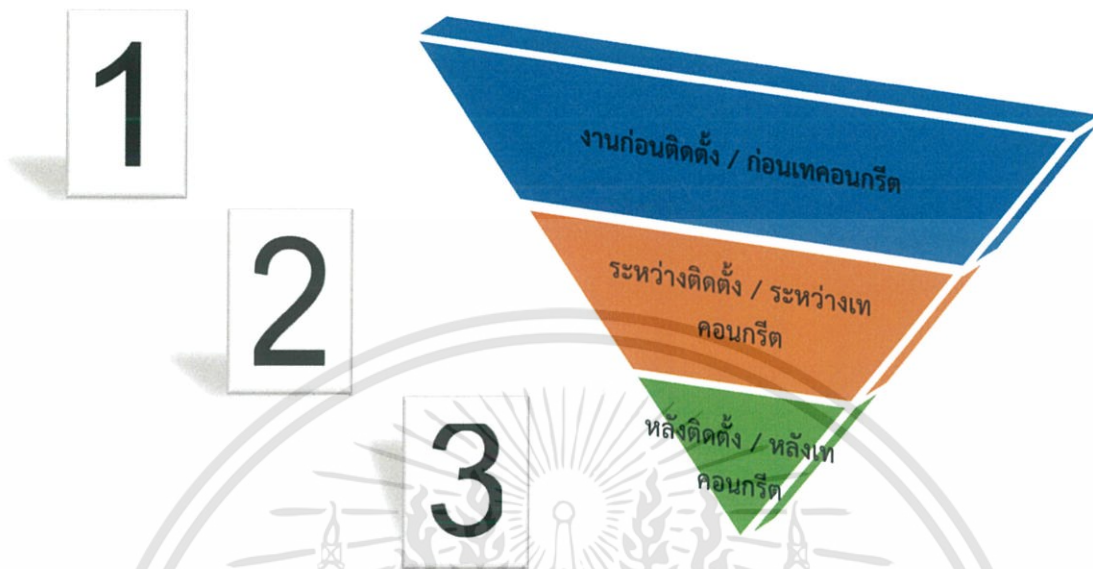 1
งานก่อนติดตั้ง / ก่อนเทคอนกรีต
2
ระหว่างติดตั้ง / ระหว่างเท
คอนกรีต
3
หลังติดตั้ง / หลังเท
คอนกรีต